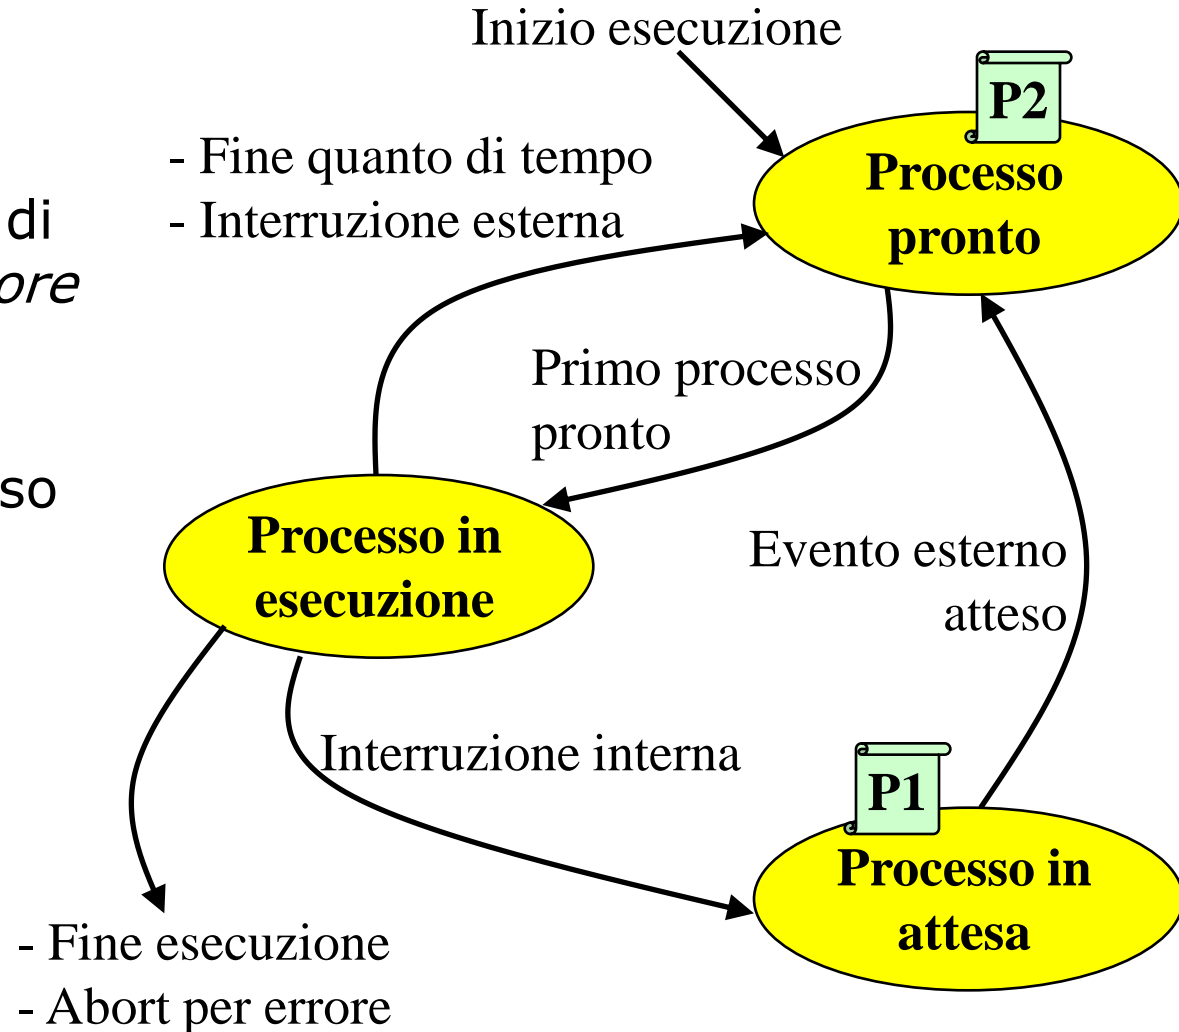 Inizio esecuzione
P2
- Fine quanto di tempo
- Interruzione esterna
Processo
pronto
di
ore
Primo processo
pronto
so
Processo in
esecuzione
Evento esterno
atteso
Interruzione interna
P1
Processo in
attesa
- Fine esecuzione
- Abort per errore